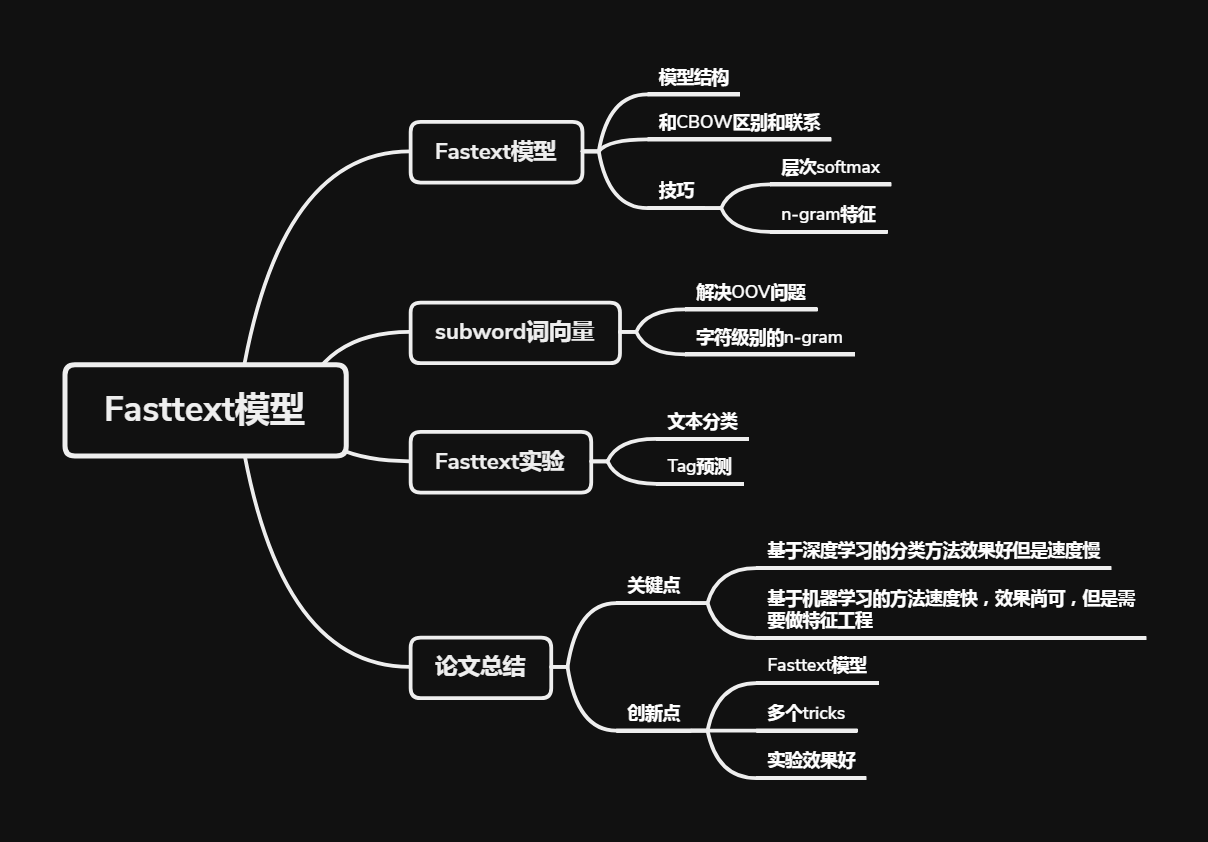 Fasttext模型
Fastext模型
模型结构
和CBOW区别和联系
技巧
层次softmax
n-gram特征
subword词向量
解决OOV问题
字符级别的n-gram
Fasttext实验
文本分类
Tag预测
论文总结
关键点
基于深度学习的分类方法效果好但是速度慢
基于机器学习的方法速度快，效果尚可，但是需
要做特征工程
创新点
Fasttext模型
多个tricks
实验效果好